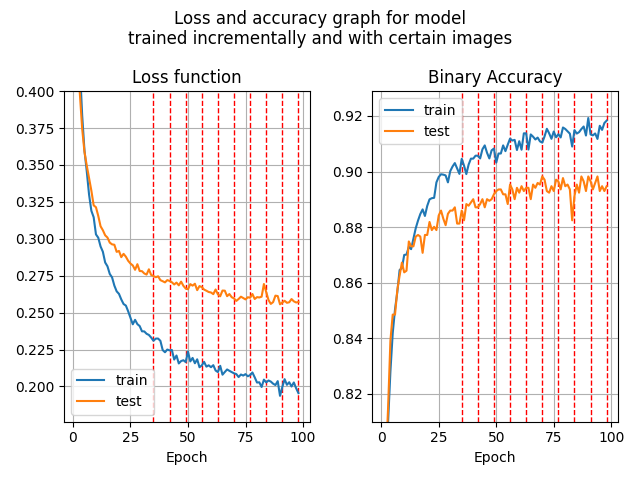 Loss and accuracy graph for model
trained incrementally and with certain images
Loss function
0.400
0.375
0.350
0.325
0.300
0.275
0.250
0.225
0.200
train
test
0
25
50
75
100
Epoch
Binary Accuracy
0.92
0.90
0.88
0.86
0.84
0.82
train
test
0
25
50
75
100
Epoch